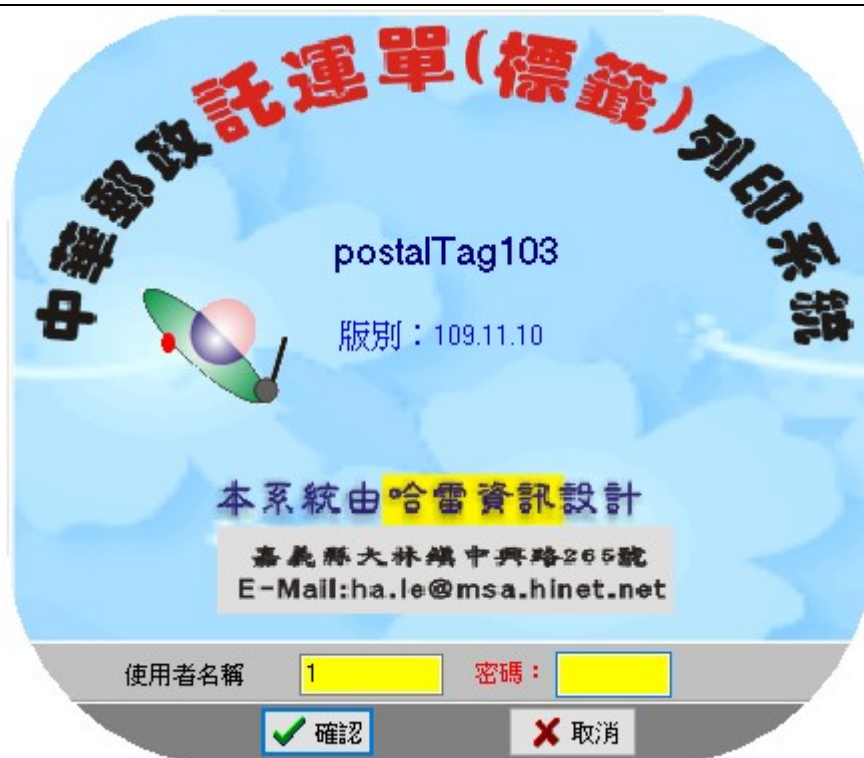 中華郵政託運單(標籤)列印系統
postalTag103
版別：109.11.10
本系統由哈雷資訊設計
嘉義縣大林鎮中興路265號
E-Mail:ha.le@msa.hinet.net
使用者名稱 1 密碼：
確認 取消